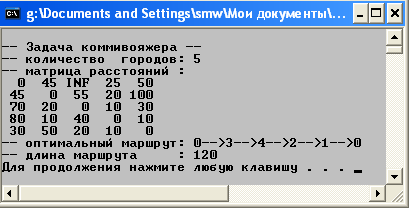 g:\Documents and Settings\smw\Мои документы\...
-- Задача коммивояжера --
-- количество  городов: 5
-- матрица расстояний :
0  45 INF  25  50
45   0  55  20 100
70  20   0  10  30
80  10  40   0  10
30  50  20  10   0
-- оптимальный маршрут: 0-->3-->4-->2-->1-->0
-- длина маршрута     : 120
Для продолжения нажмите любую клавишу . . . _